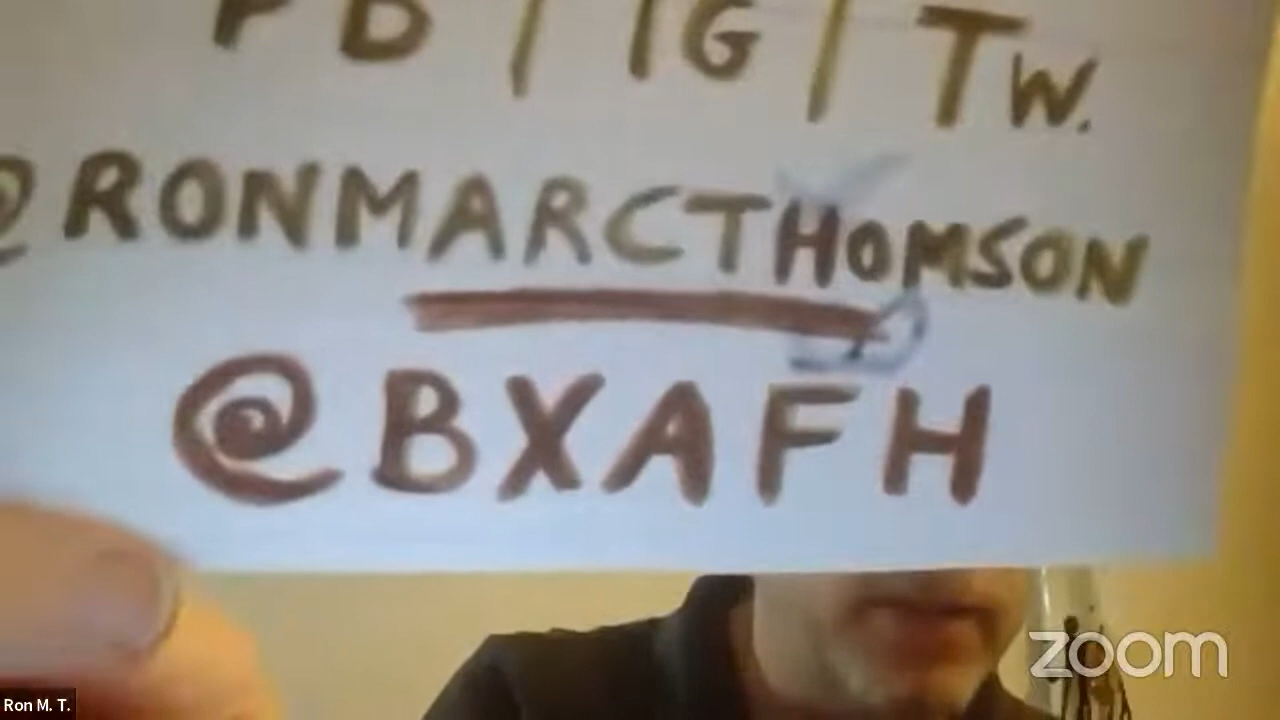 FB / IG / TW.
@RONMARCTHOMSON
@BXAFH
zoom
Ron M. T.